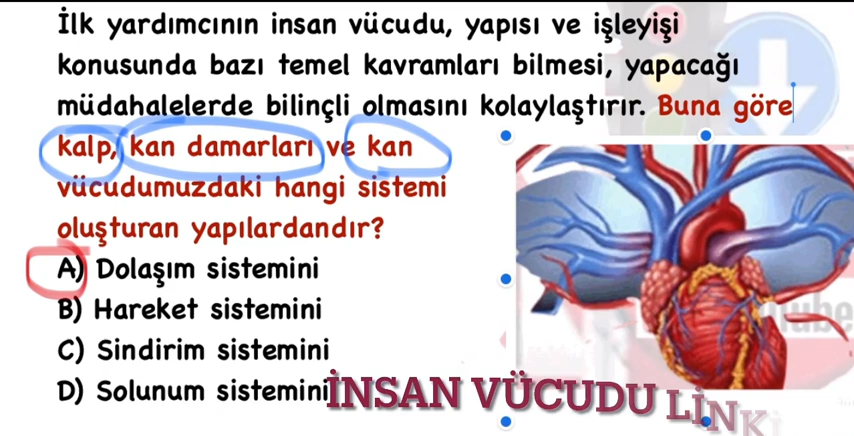 İlk yardımcının insan vücudu, yapısı ve işleyişi
konusunda bazı temel kavramları bilmesi, yapacağı
müdahalelerde bilinçli olmasını kolaylaştırır. Buna göre
kalp, kan damarları ve kan
vücudumuzdaki hangi sistemi
oluşturan yapılardandır?
A) Dolaşım sistemini
B) Hareket sistemini
C) Sindirim sistemini
D) Solunum sistemini
İNSAN VÜCUDU LİNKi